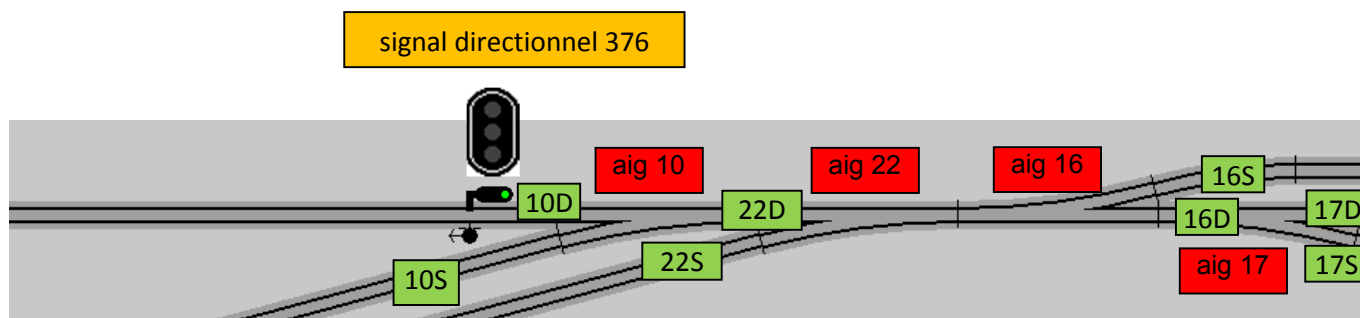 signal directionnel 376
aig 10
aig 22
aig 16
16S
10D
22D
16D
17D
22S
10S
aig 17
17S